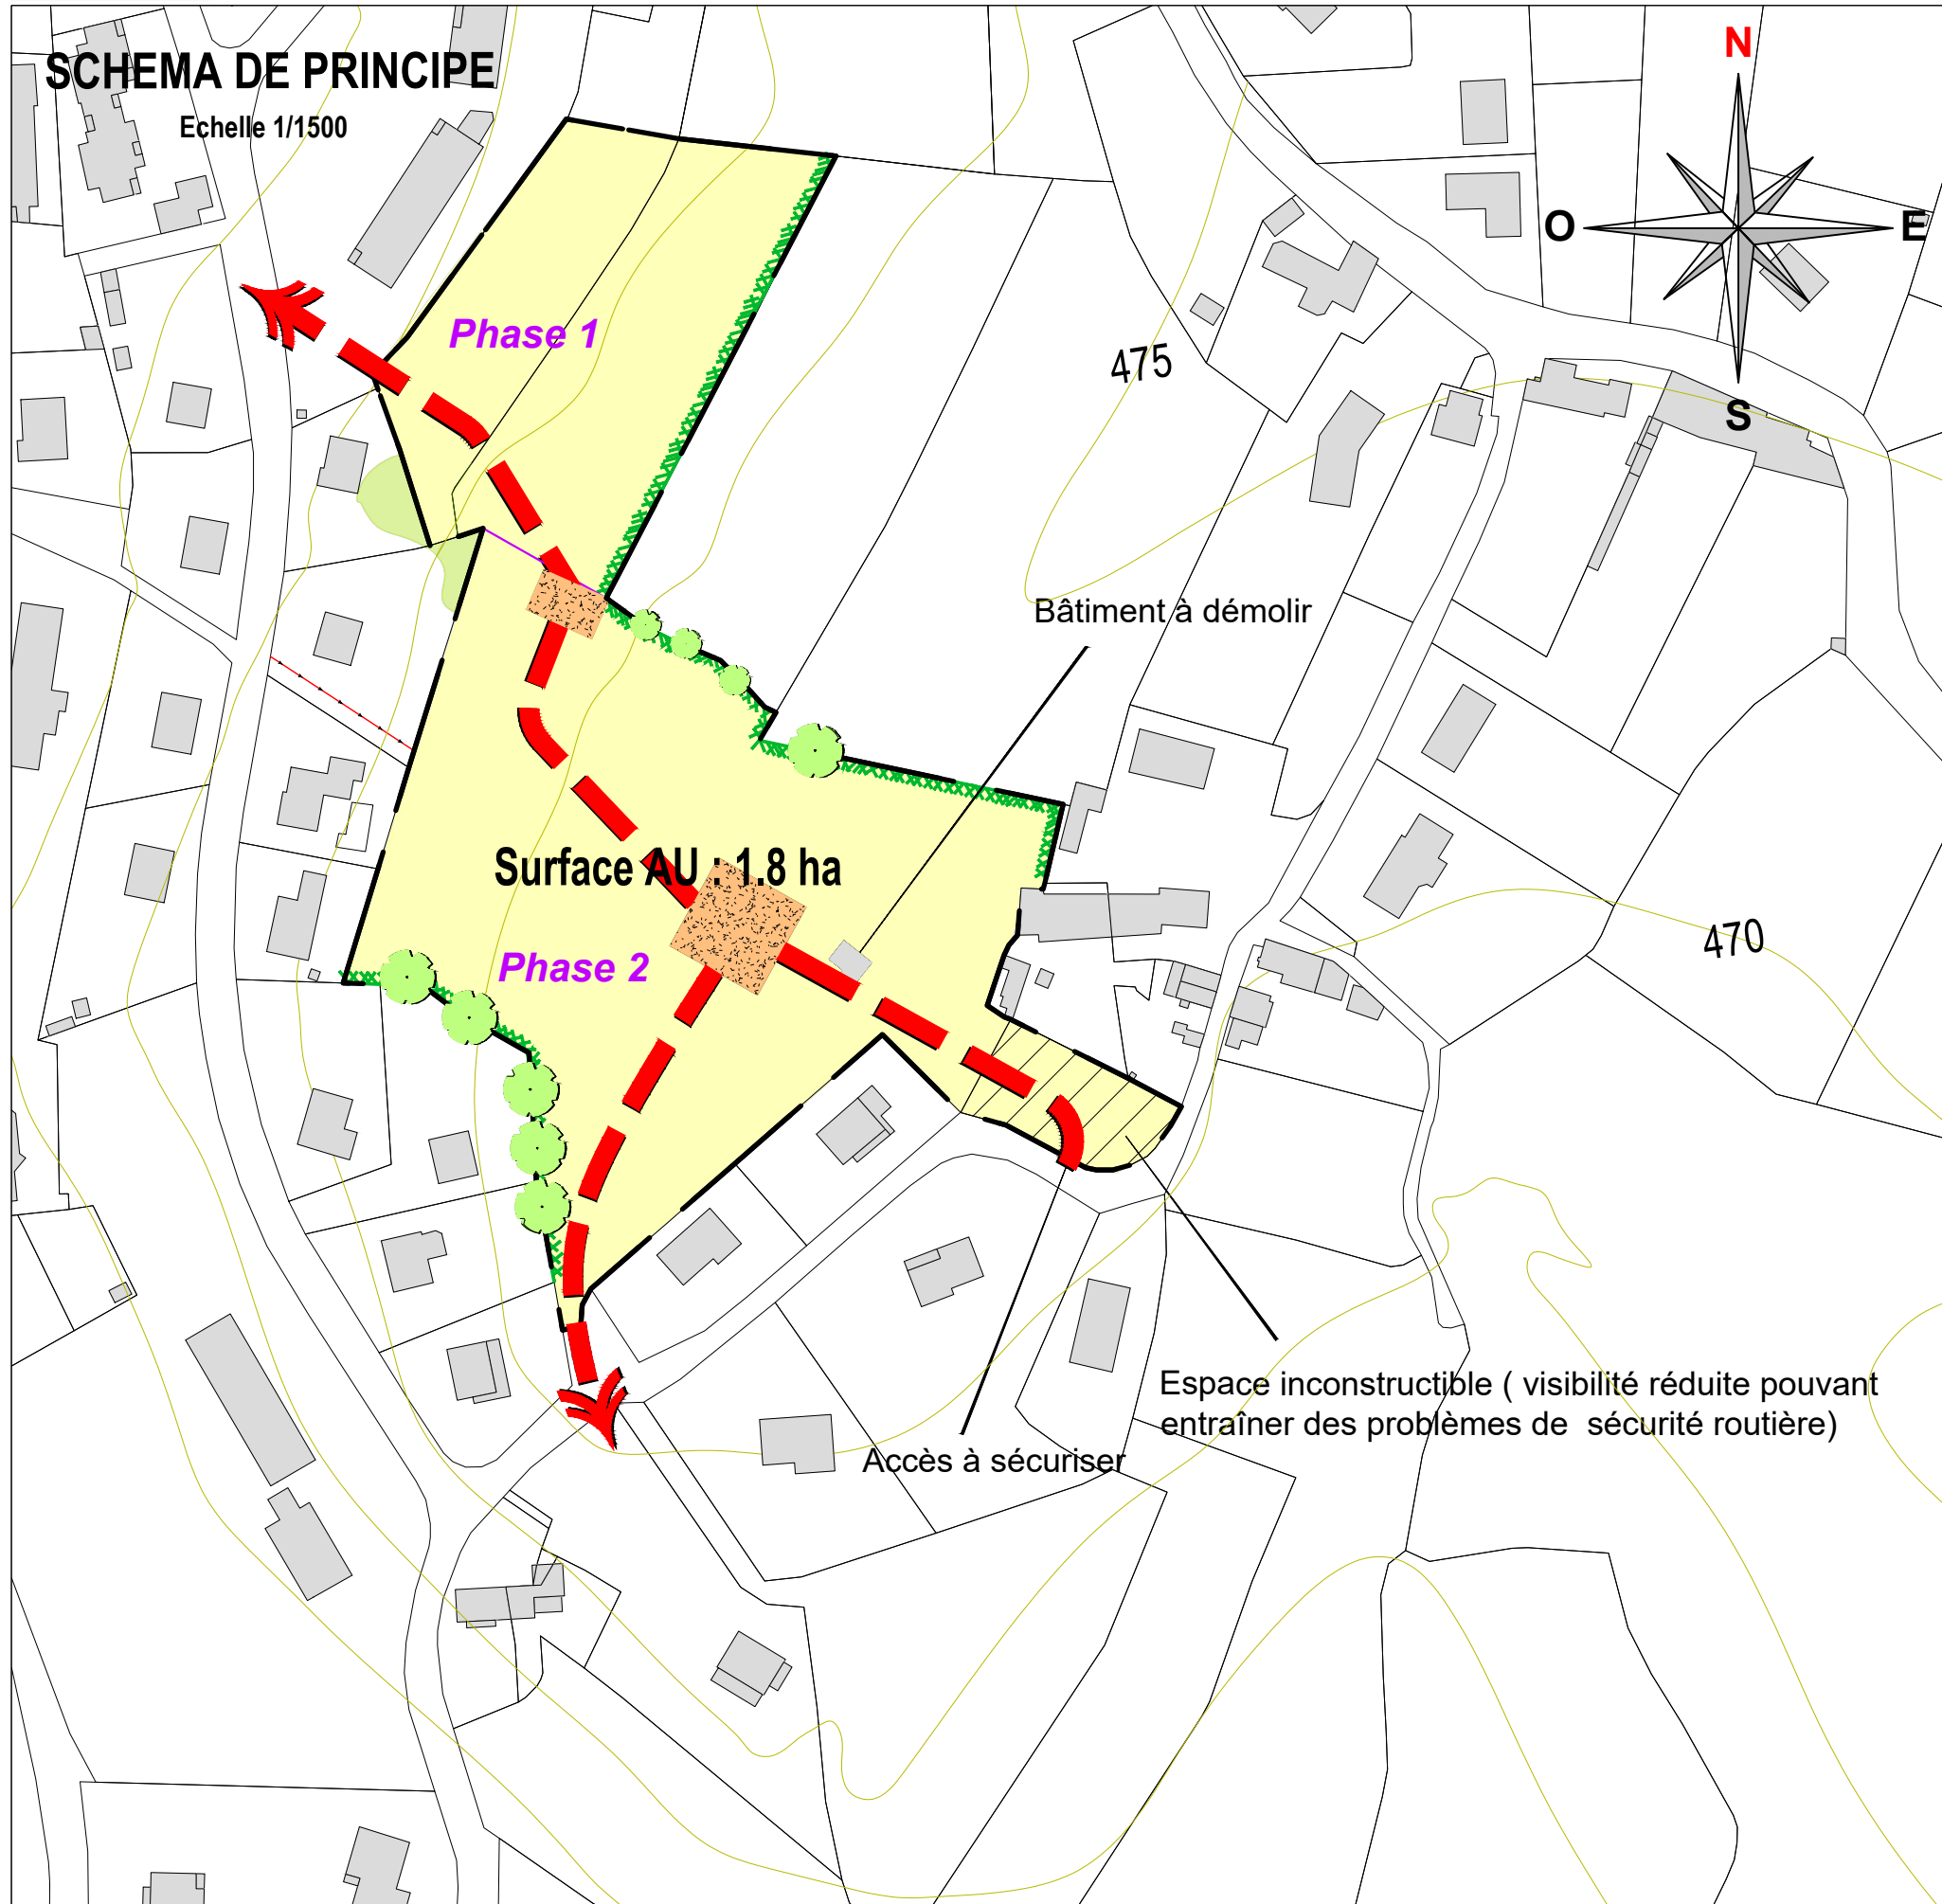 SCHEMA DE PRINCIPE
Echelle 1/1500
N
O
E
S
Phase 1
475
Bâtiment à démolir
Surface AU : 1.8 ha
Phase 2
470
Espace inconstructible ( visibilité réduite pouvant
entraîner des problèmes de  sécurité routière)
Accès à sécuriser